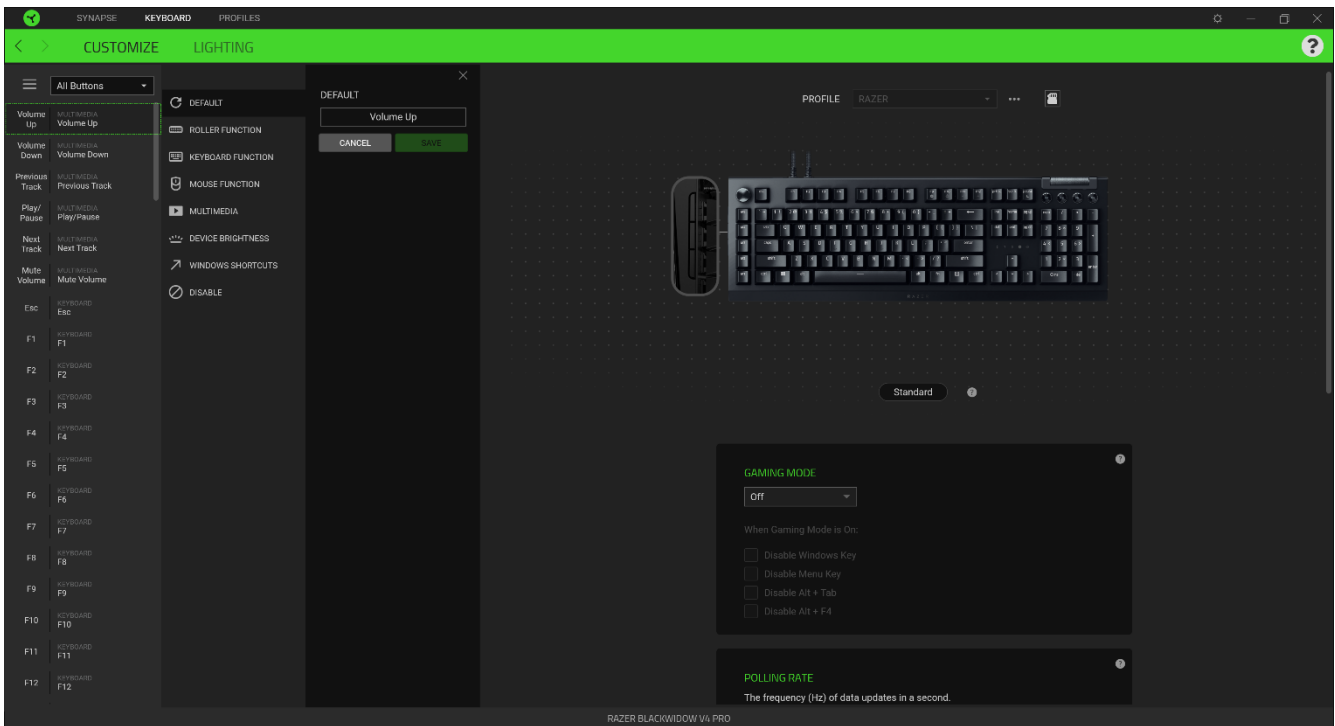 SYNAPSE KEYBOARD PROFILES
CUSTOMIZE LIGHTING
All Buttons
Volume Up MULTIMEDIA Volume Up
Volume Down MULTIMEDIA Volume Down
Previous Track MULTIMEDIA Previous Track
Play/ Pause MULTIMEDIA Play/Pause
Next Track MULTIMEDIA Next Track
Mute Volume MULTIMEDIA Mute Volume
Esc KEYBOARD Esc
F1 KEYBOARD F1
F2 KEYBOARD F2
F3 KEYBOARD F3
F4 KEYBOARD F4
F5 KEYBOARD F5
F6 KEYBOARD F6
F7 KEYBOARD F7
F8 KEYBOARD F8
F9 KEYBOARD F9
F10 KEYBOARD F10
F11 KEYBOARD F11
F12 KEYBOARD F12
DEFAULT
ROLLER FUNCTION
KEYBOARD FUNCTION
MOUSE FUNCTION
MULTIMEDIA
DEVICE BRIGHTNESS
WINDOWS SHORTCUTS
DISABLE
DEFAULT
Volume Up
CANCEL SAVE
PROFILE RAZER
Standard
GAMING MODE
Off
When Gaming Mode is On:
Disable Windows Key
Disable Menu Key
Disable Alt + Tab
Disable Alt + F4
POLLING RATE
The frequency (Hz) of data updates in a second.
RAZER BLACKWIDOW V4 PRO